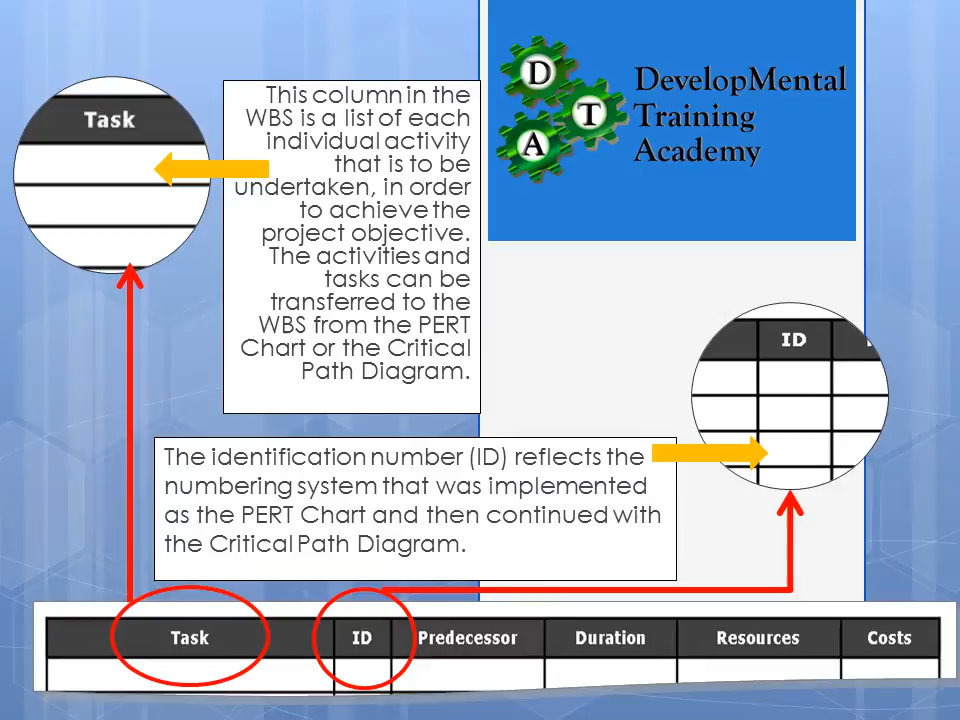 Task
This column in the
WBS is a list of each
individual activity
that is to be
undertaken, in order
to achieve the
project objective.
The activities and
tasks can be
transferred to the
WBS from the PERT
Chart or the Critical
Path Diagram.
D
T
A
DevelopMental
Training
Academy
ID
The identification number (ID) reflects the
numbering system that was implemented
as the PERT Chart and then continued with
the Critical Path Diagram.
Task ID Predecessor Duration Resources Costs